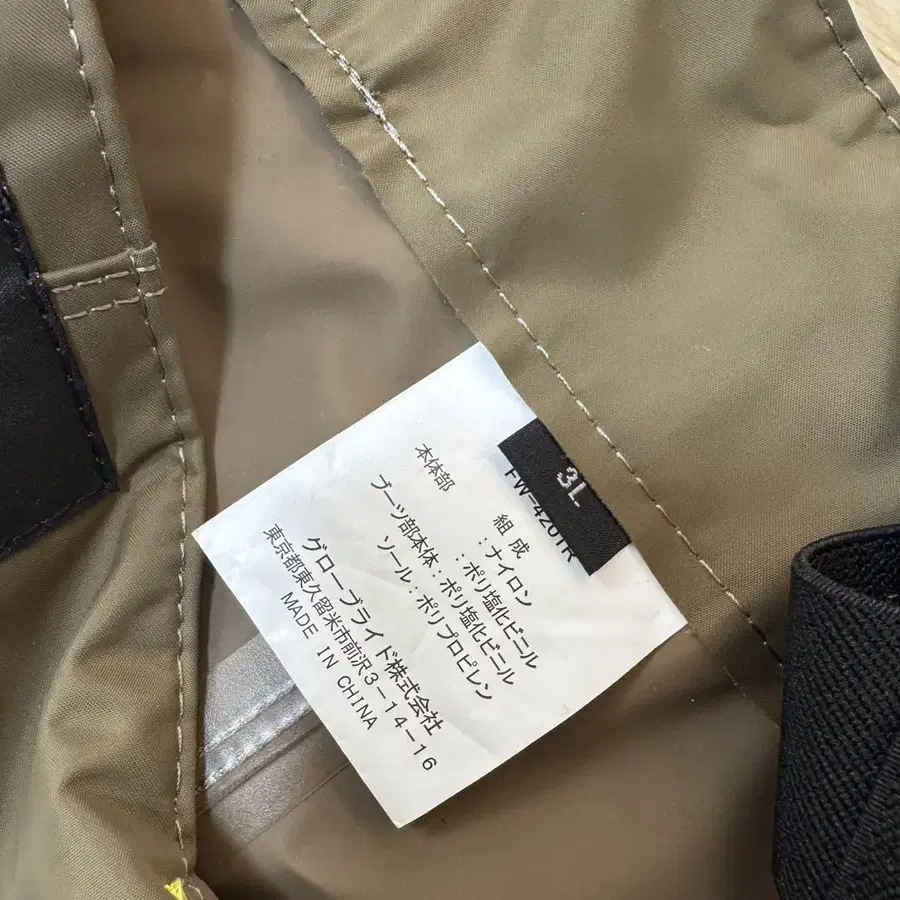 3L
FW-4201R
組成
本体部 :ナイロン
:ポリ塩化ビニール
ブーツ部本体:ポリ塩化ビニル
ソール:ポリプロピレン
グローブライド株式会社
東京都東久留米市前沢3-14-16
MADE IN CHINA